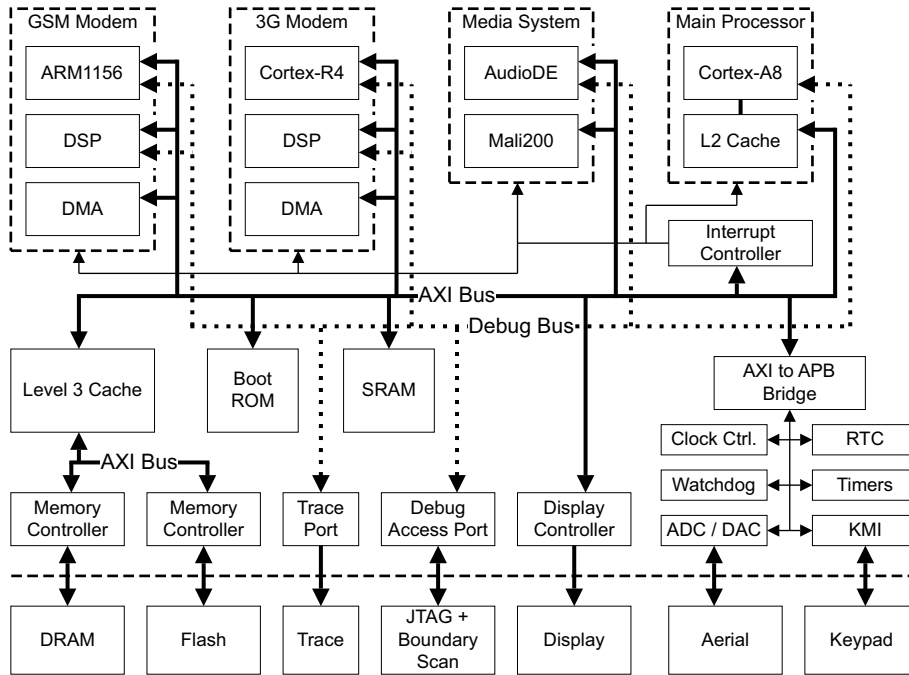 GSM Modem
3G Modem
Media System
Main Processor
ARM1156
Cortex-R4
AudioDE
Cortex-A8
DSP
DSP
Mali200
L2 Cache
DMA
DMA
Interrupt
Controller
AXI Bus
Debug Bus
Level 3 Cache
Boot
ROM
SRAM
AXI to APB
Bridge
Clock Ctrl.
RTC
AXI Bus
Watchdog
Timers
Memory
Controller
Memory
Controller
Trace
Port
Debug
Access Port
Display
Controller
ADC / DAC
KMI
DRAM
Flash
Trace
JTAG +
Boundary
Scan
Display
Aerial
Keypad